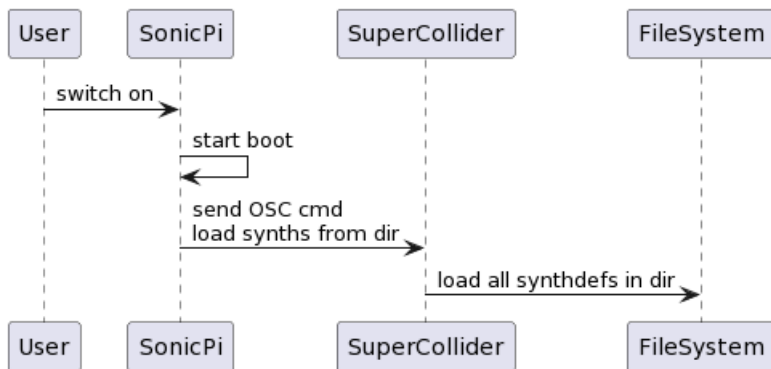 User SonicPi SuperCollider FileSystem
switch on
start boot
send OSC cmd
load synths from dir
load all synthdefs in dir
User SonicPi SuperCollider FileSystem